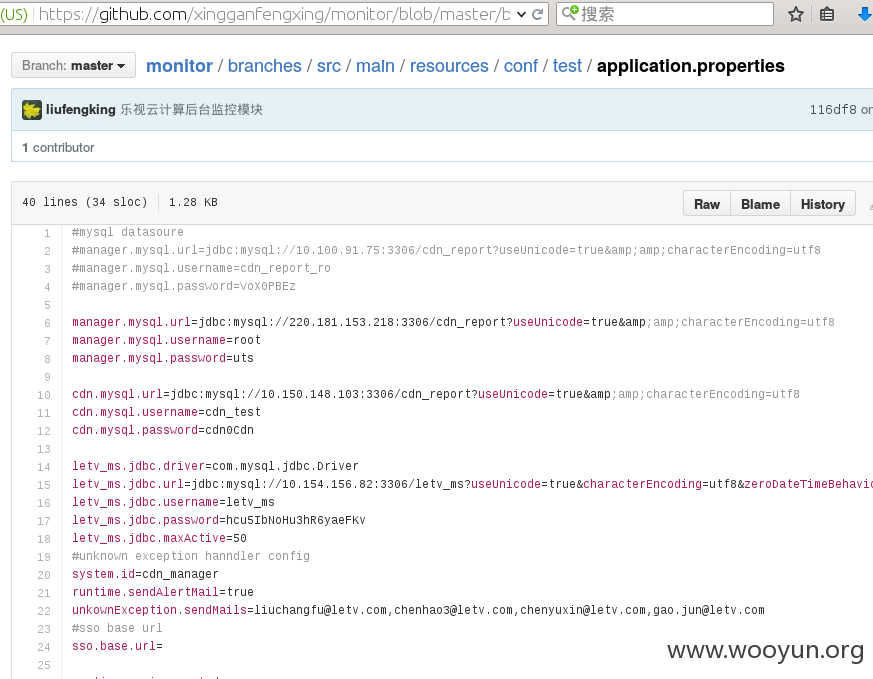 (US) https://github.com/xingganfengxing/monitor/blob/master/b 搜索
Branch: master monitor / branches / src / main / resources / conf / test / application.properties
liufengking 乐视云计算后台监控模块 116df8 on
1 contributor
40 lines (34 sloc) 1.28 KB Raw Blame History
1 #mysql datasoure
2 #manager.mysql.url=jdbc:mysql://10.100.91.75:3306/cdn_report?useUnicode=true&amp;amp;characterEncoding=utf8
3 #manager.mysql.username=cdn_report_ro
4 #manager.mysql.password=VoX0PBEz
5
6 manager.mysql.url=jdbc:mysql://220.181.153.218:3306/cdn_report?useUnicode=true&amp;amp;characterEncoding=utf8
7 manager.mysql.username=root
8 manager.mysql.password=uts
9
10 cdn.mysql.url=jdbc:mysql://10.150.148.103:3306/cdn_report?useUnicode=true&amp;amp;characterEncoding=utf8
11 cdn.mysql.username=cdn_test
12 cdn.mysql.password=cdn0Cdn
13
14 letv_ms.jdbc.driver=com.mysql.jdbc.Driver
15 letv_ms.jdbc.url=jdbc:mysql://10.154.156.82:3306/letv_ms?useUnicode=true&characterEncoding=utf8&zeroDateTimeBehavio
16 letv_ms.jdbc.username=letv_ms
17 letv_ms.jdbc.password=hcu5IbNoHu3hR6yaeFKv
18 letv_ms.jdbc.maxActive=50
19 #unknown exception hanndler config
20 system.id=cdn_manager
21 runtime.sendAlertMail=true
22 unkownException.sendMails=liuchangfu@letv.com,chenhao3@letv.com,chenyuxin@letv.com,gao.jun@letv.com
23 #sso base url
24 sso.base.url=
25
www.wooyun.org